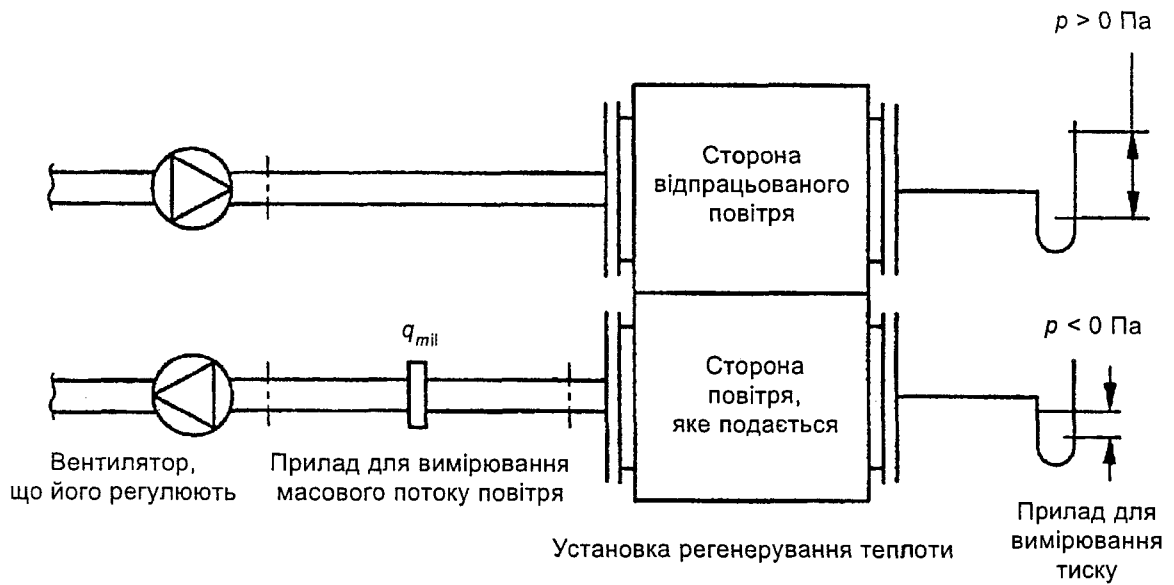 p > 0 Па
Сторона
відпрацьованого
повітря
qmil
p < 0 Па
Сторона
повітря,
яке подається
Вентилятор,
що його регулюють
Прилад для вимірювання
масового потоку повітря
Установка регенерування теплоти
Прилад для
вимірювання
тиску